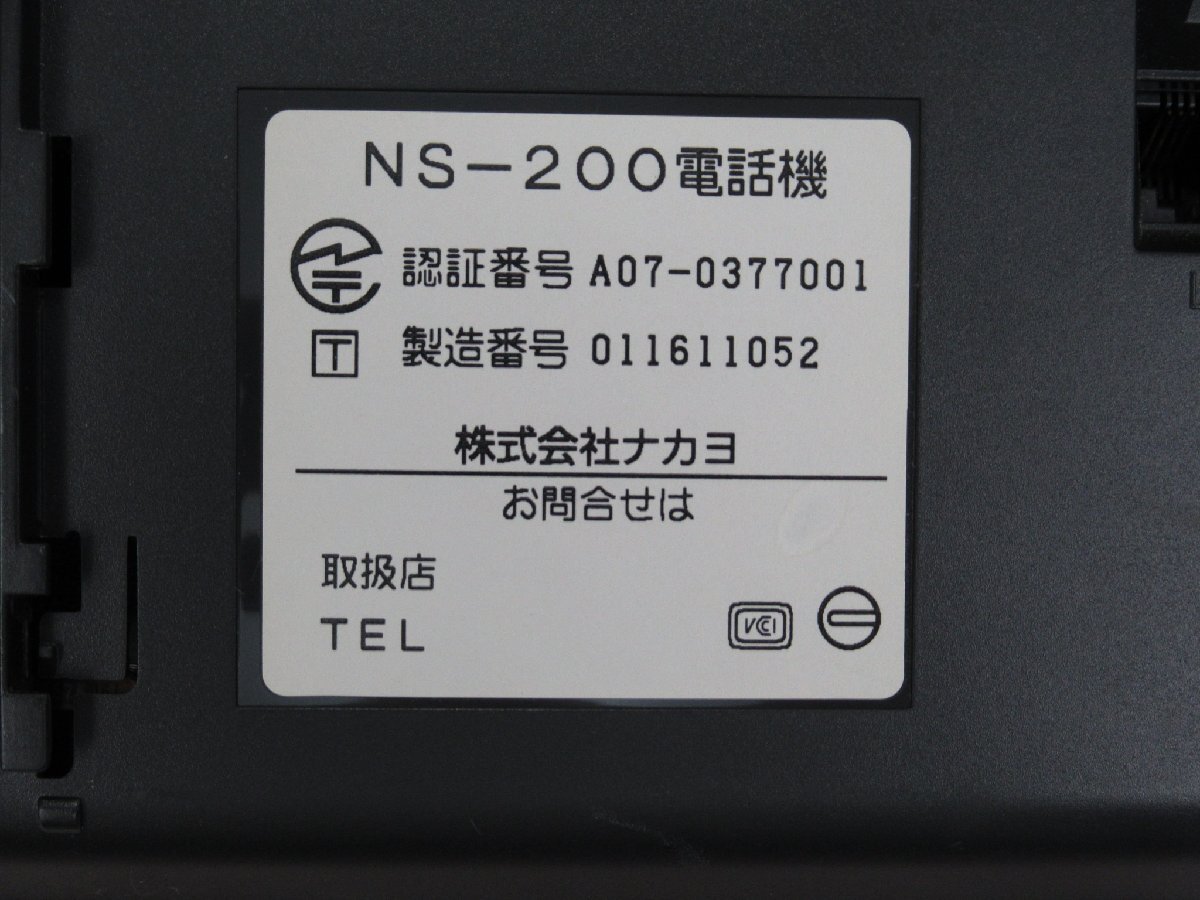 NS-200電話機
認証番号 A07-0377001
T 製造番号 011611052
株式会社ナカヨ
お問合せは
取扱店
TEL
VCCI